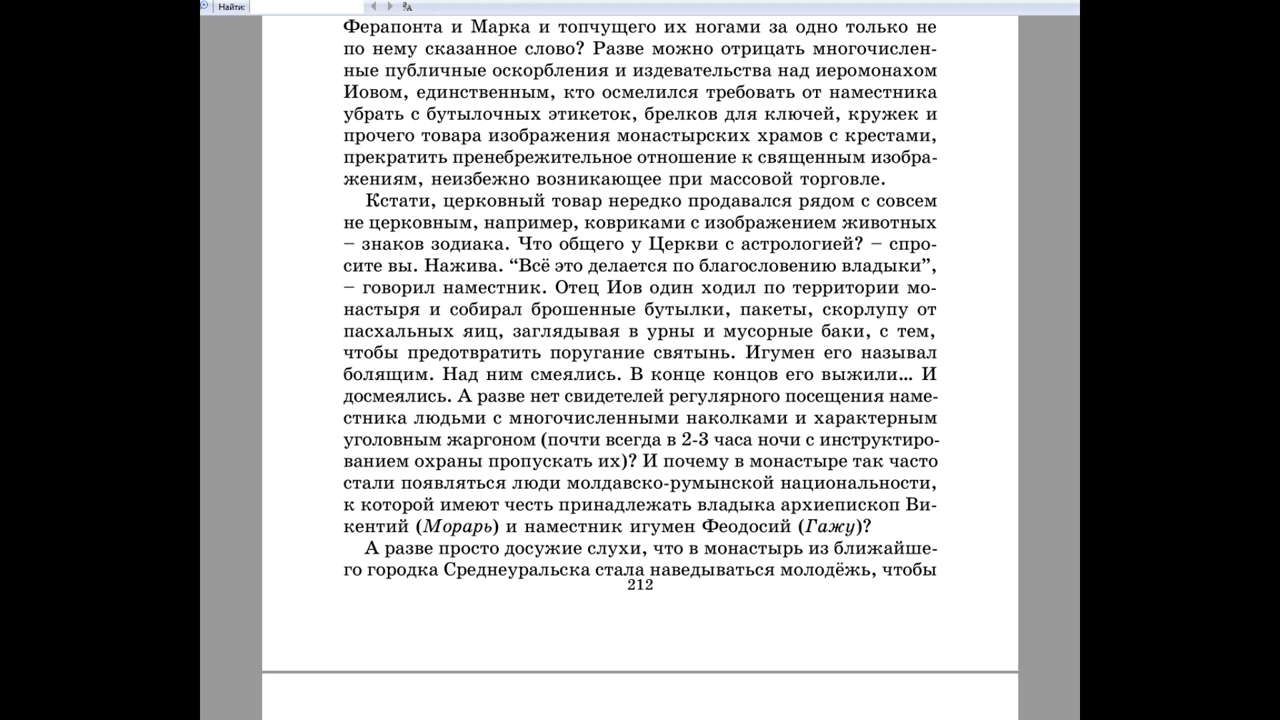 Найти:
Ферапонта и Марка и топчущего их ногами за одно только не
по нему сказанное слово? Разве можно отрицать многочислен-
ные публичные оскорбления и издевательства над иеромонахом
Иовом, единственным, кто осмелился требовать от наместника
убрать с бутылочных этикеток, брелков для ключей, кружек и
прочего товара изображения монастырских храмов с крестами,
прекратить пренебрежительное отношение к священным изобра-
жениям, неизбежно возникающее при массовой торговле.
Кстати, церковный товар нередко продавался рядом с совсем
не церковным, например, ковриками с изображением животных
– знаков зодиака. Что общего у Церкви с астрологией? – спро-
сите вы. Нажива. “Всё это делается по благословению владыки”,
– говорил наместник. Отец Иов один ходил по территории мо-
настыря и собирал брошенные бутылки, пакеты, скорлупу от
пасхальных яиц, заглядывая в урны и мусорные баки, с тем,
чтобы предотвратить поругание святынь. Игумен его называл
болящим. Над ним смеялись. В конце концов его выжили… И
досмеялись. А разве нет свидетелей регулярного посещения наме-
стника людьми с многочисленными наколками и характерным
уголовным жаргоном (почти всегда в 2-3 часа ночи с инструктиро-
ванием охраны пропускать их)? И почему в монастыре так часто
стали появляться люди молдавско-румынской национальности,
к которой имеют честь принадлежать владыка архиепископ Ви-
кентий (Морарь) и наместник игумен Феодосий (Гажу)?
А разве просто досужие слухи, что в монастырь из ближайше-
го городка Среднеуральска стала наведываться молодёжь, чтобы
212